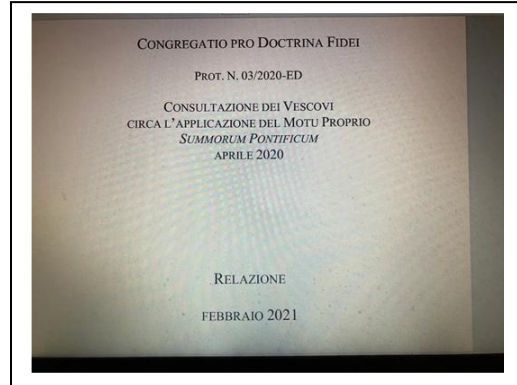 CONGREGATIO PRO DOCTRINA FIDEI
PROT. N. 03/2020-ED
CONSULTAZIONE DEI VESCOVI
CIRCA L'APPLICAZIONE DEL MOTU PROPRIO
SUMMORUM PONTIFICUM
APRILE 2020
RELAZIONE
FEBBRAIO 2021